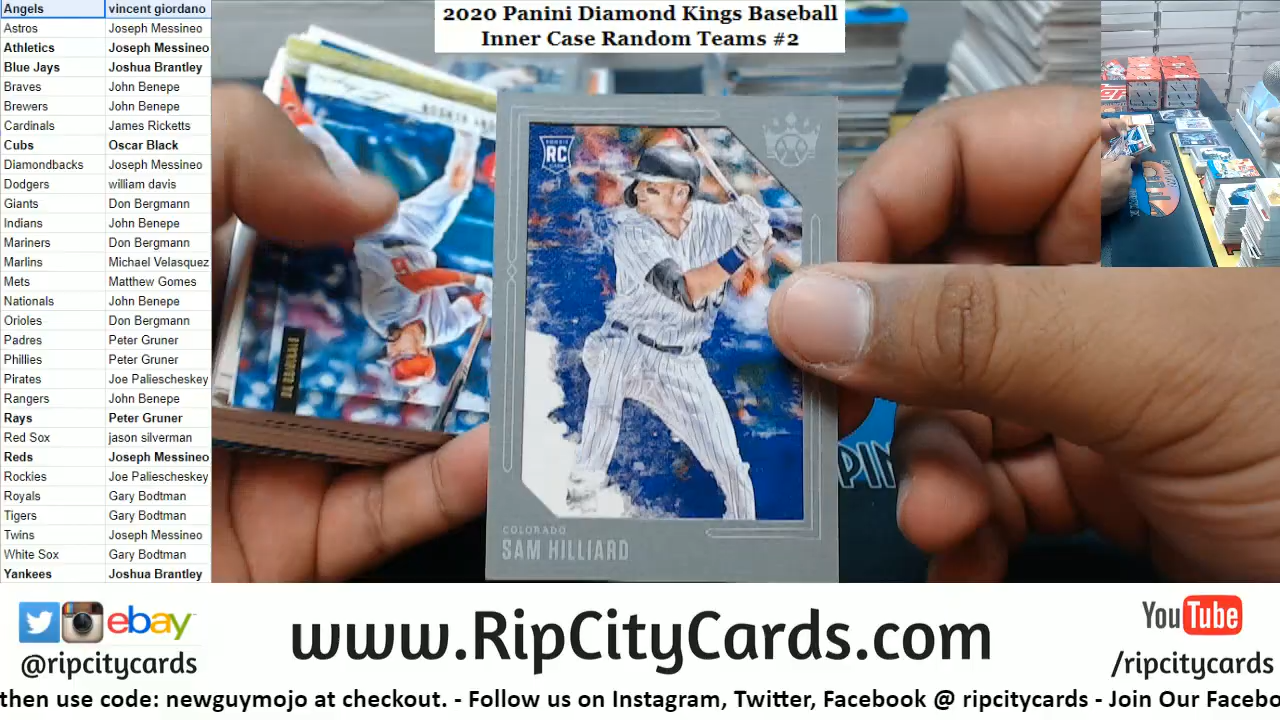 Angels vincent giordano
Astros Joseph Messineo
Athletics Joseph Messineo
Blue Jays Joshua Brantley
Braves John Benepe
Brewers John Benepe
Cardinals James Ricketts
Cubs Oscar Black
Diamondbacks Joseph Messineo
Dodgers william davis
Giants Don Bergmann
Indians John Benepe
Mariners Don Bergmann
Marlins Michael Velasquez
Mets Matthew Gomes
Nationals John Benepe
Orioles Don Bergmann
Padres Peter Gruner
Phillies Peter Gruner
Pirates Joe Paliescheskey
Rangers John Benepe
Rays Peter Gruner
Red Sox jason silverman
Reds Joseph Messineo
Rockies Joe Paliescheskey
Royals Gary Bodtman
Tigers Gary Bodtman
Twins Joseph Messineo
White Sox Gary Bodtman
Yankees Joshua Brantley
2020 Panini Diamond Kings Baseball
Inner Case Random Teams #2
RC
COLORADO
SAM HILLIARD
ebay
@ripcitycards
www.RipCityCards.com
YouTube
/ripcitycards
then use code: newguymojo at checkout. - Follow us on Instagram, Twitter, Facebook @ ripcitycards - Join Our Facebo